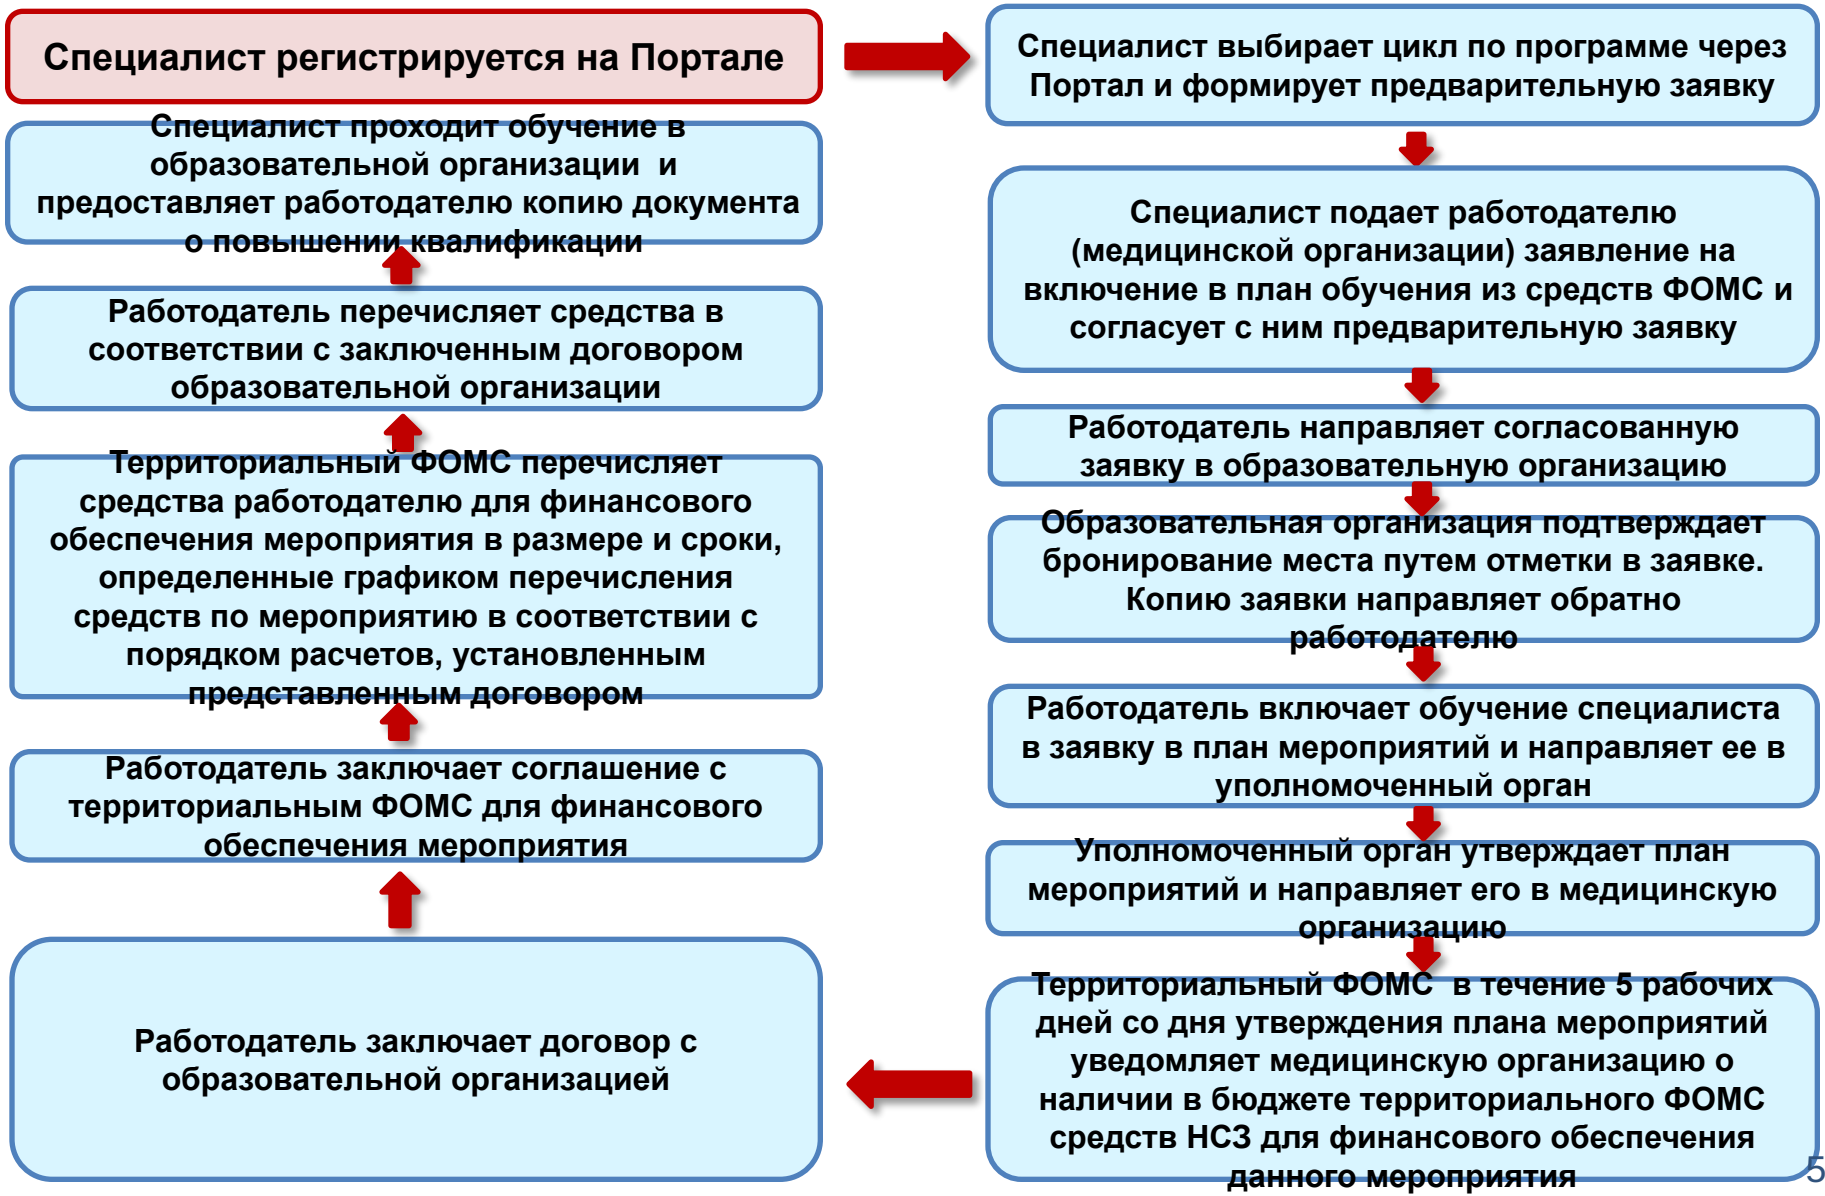 Специалист регистрируется на Портале
Специалист выбирает цикл по программе через
Портал и формирует предварительную заявку
Специалист подает работодателю
(медицинской организации) заявление на
включение в план обучения из средств ФОМС и
согласует с ним предварительную заявку
Работодатель направляет согласованную
заявку в образовательную организацию
Образовательная организация подтверждает
бронирование места путем отметки в заявке.
Копию заявки направляет обратно
работодателю
Работодатель включает обучение специалиста
в заявку в план мероприятий и направляет ее в
уполномоченный орган
Уполномоченный орган утверждает план
мероприятий и направляет его в медицинскую
организацию
Территориальный ФОМС в течение 5 рабочих
дней со дня утверждения плана мероприятий
уведомляет медицинскую организацию о
наличии в бюджете территориального ФОМС
средств НСЗ для финансового обеспечения
данного мероприятия
Работодатель заключает договор с
образовательной организацией
Работодатель заключает соглашение с
территориальным ФОМС для финансового
обеспечения мероприятия
Территориальный ФОМС перечисляет
средства работодателю для финансового
обеспечения мероприятия в размере и сроки,
определенные графиком перечисления
средств по мероприятию в соответствии с
порядком расчетов, установленным
представленным договором
Работодатель перечисляет средства в
соответствии с заключенным договором
образовательной организации
Специалист проходит обучение в
образовательной организации и
предоставляет работодателю копию документа
о повышении квалификации
5